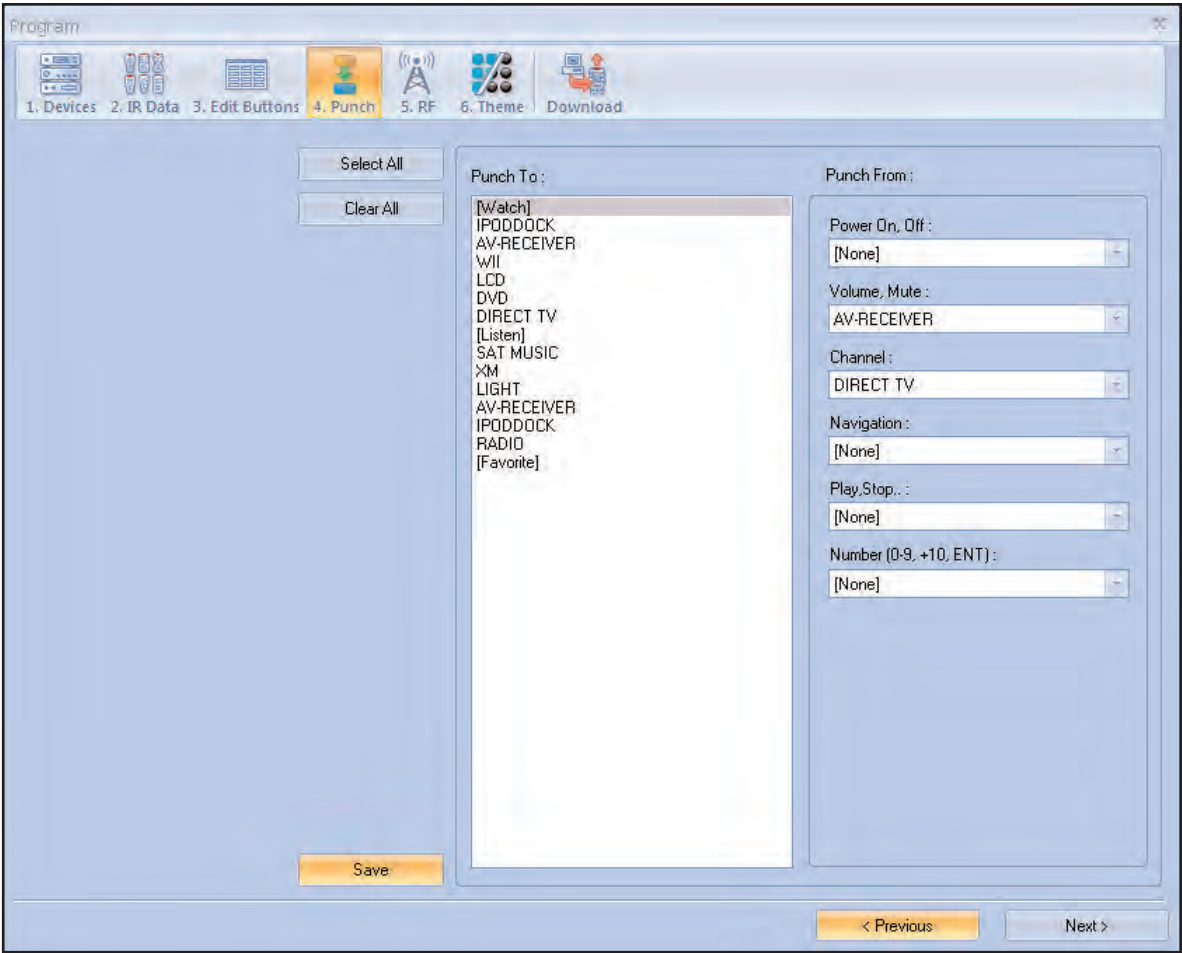 Program
1. Devices 2. IR Data 3. Edit Buttons 4. Punch 5. RF 6. Theme Download
Select All
Clear All
Punch To :
[Watch]
IPODDOCK
AV-RECEIVER
WII
LCD
DVD
DIRECT TV
[Listen]
SAT MUSIC
XM
LIGHT
AV-RECEIVER
IPODDOCK
RADIO
[Favorite]
Punch From :
Power On, Off :
[None]
Volume, Mute :
AV-RECEIVER
Channel :
DIRECT TV
Navigation :
[None]
Play,Stop.. :
[None]
Number (0-9, +10, ENT) :
[None]
Save
< Previous
Next >